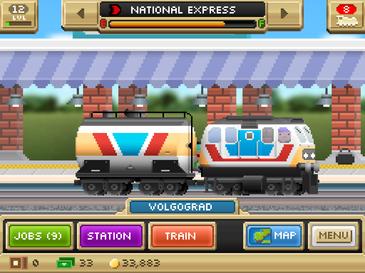 12
LVL
NATIONAL EXPRESS
8
E
F
VOLGOGRAD
JOBS (9)
STATION
TRAIN
MAP
MENU
0
33
33,883